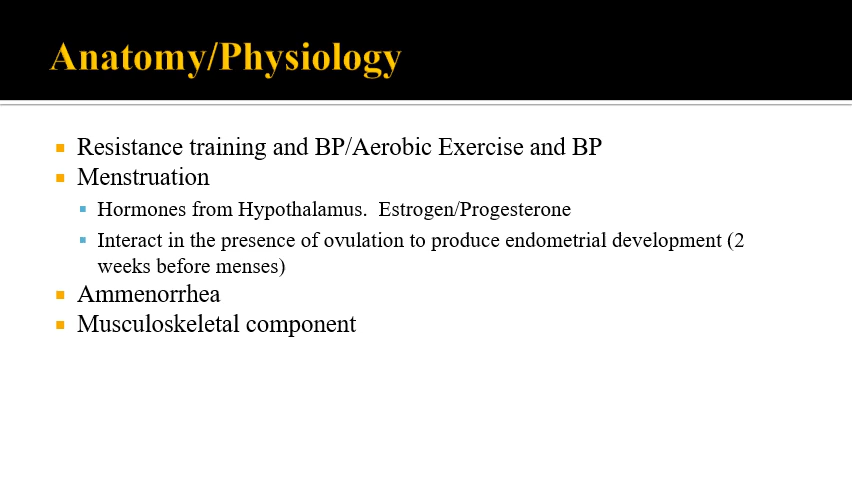 Anatomy/Physiology
Resistance training and BP/Aerobic Exercise and BP
Menstruation
Hormones from Hypothalamus.  Estrogen/Progesterone
Interact in the presence of ovulation to produce endometrial development (2
weeks before menses)
Ammenorrhea
Musculoskeletal component